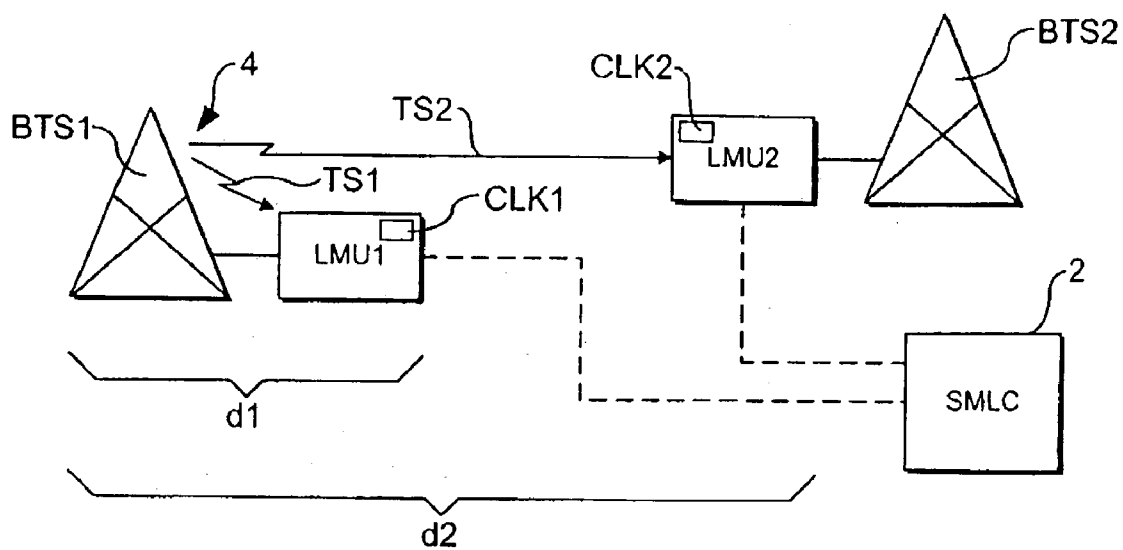 4
BTS1
TS2
CLK2
BTS2
LMU2
TS1
CLK1
LMU1
2
SMLC
d1
d2